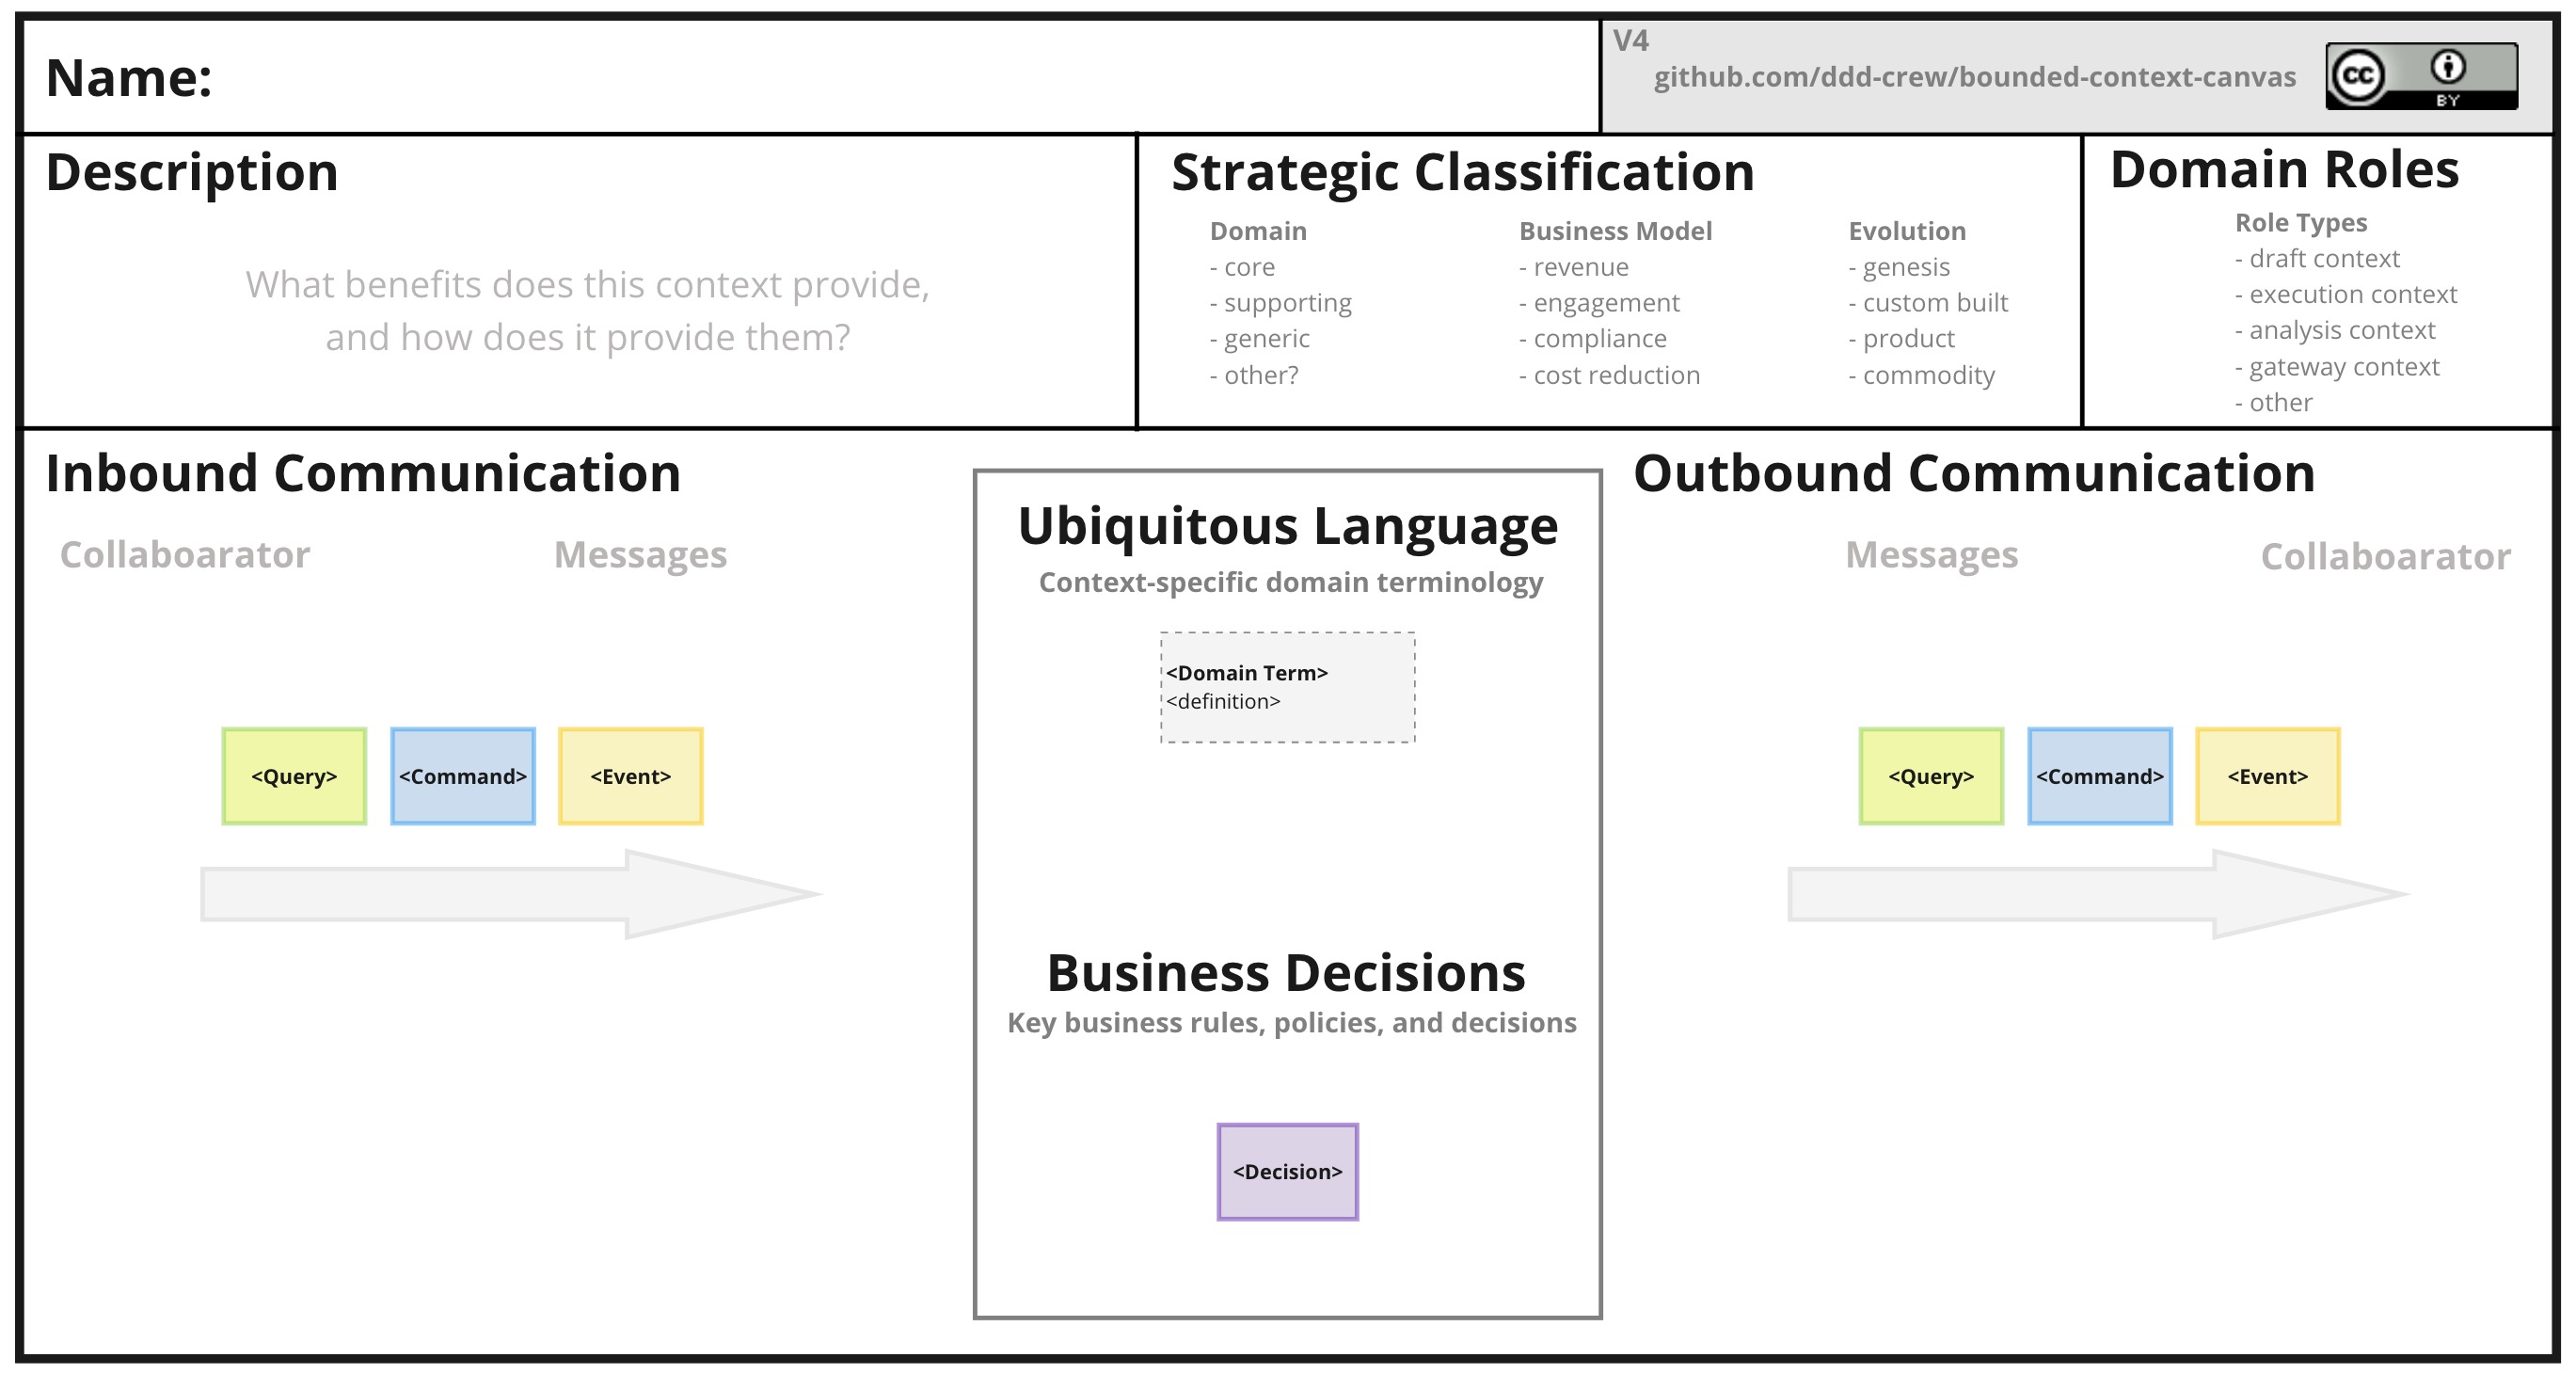 Name:
V4
github.com/ddd-crew/bounded-context-canvas
cc
BY
Description
What benefits does this context provide,
and how does it provide them?
Strategic Classification
Domain
- core
- supporting
- generic
- other?
Business Model
- revenue
- engagement
- compliance
- cost reduction
Evolution
- genesis
- custom built
- product
- commodity
Domain Roles
Role Types
- draft context
- execution context
- analysis context
- gateway context
- other
Inbound Communication
Collaboarator
Messages
<Query>
<Command>
<Event>
Ubiquitous Language
Context-specific domain terminology
<Domain Term>
<definition>
Business Decisions
Key business rules, policies, and decisions
<Decision>
Outbound Communication
Messages
Collaboarator
<Query>
<Command>
<Event>